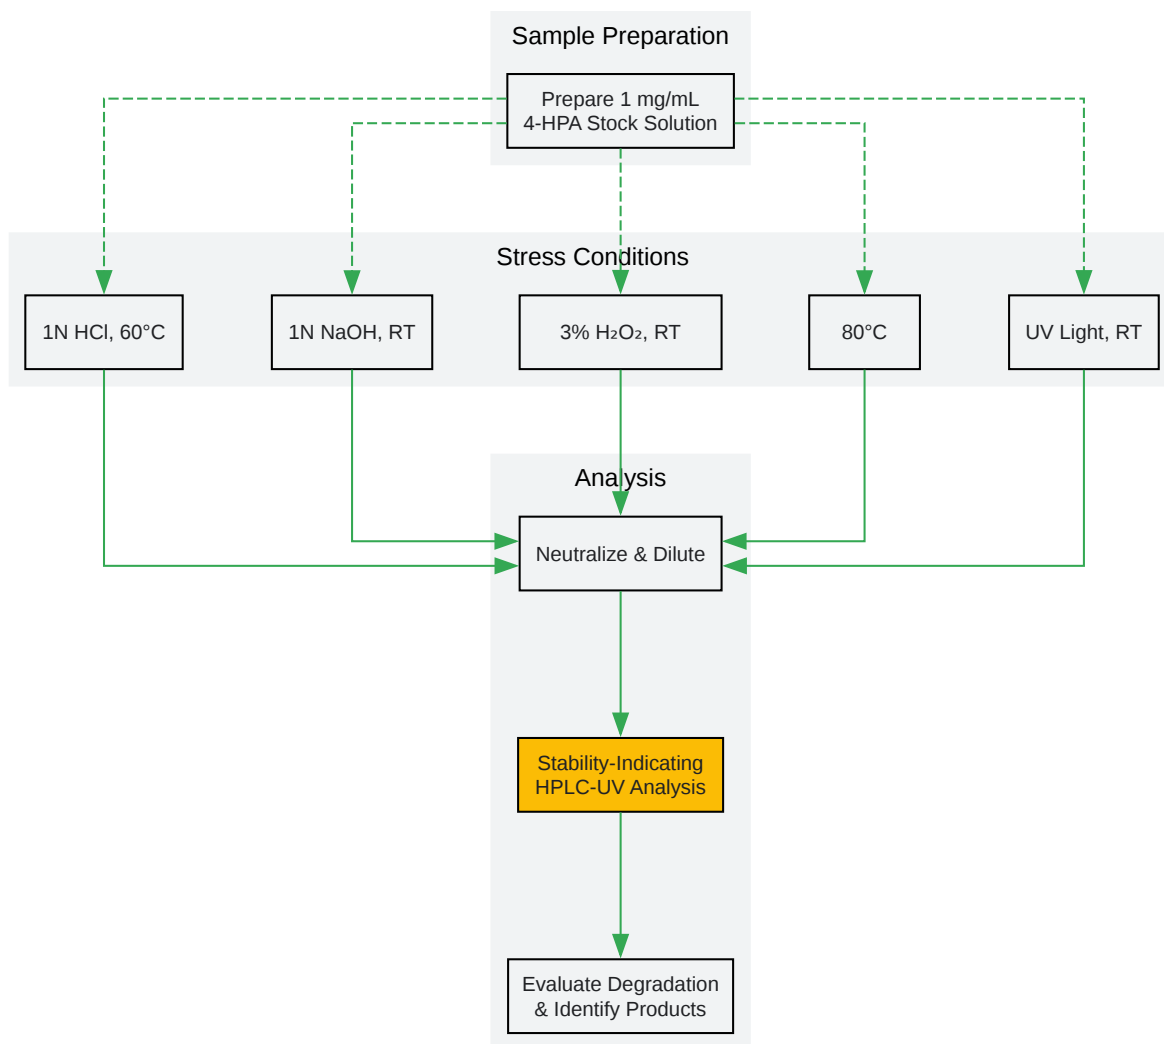 Sample Preparation
Prepare 1 mg/mL
4-HPA Stock Solution
Stress Conditions
1N HCl, 60°C
1N NaOH, RT
3% H₂O₂, RT
80°C
UV Light, RT
Analysis
Neutralize & Dilute
Stability-Indicating
HPLC-UV Analysis
Evaluate Degradation
& Identify Products